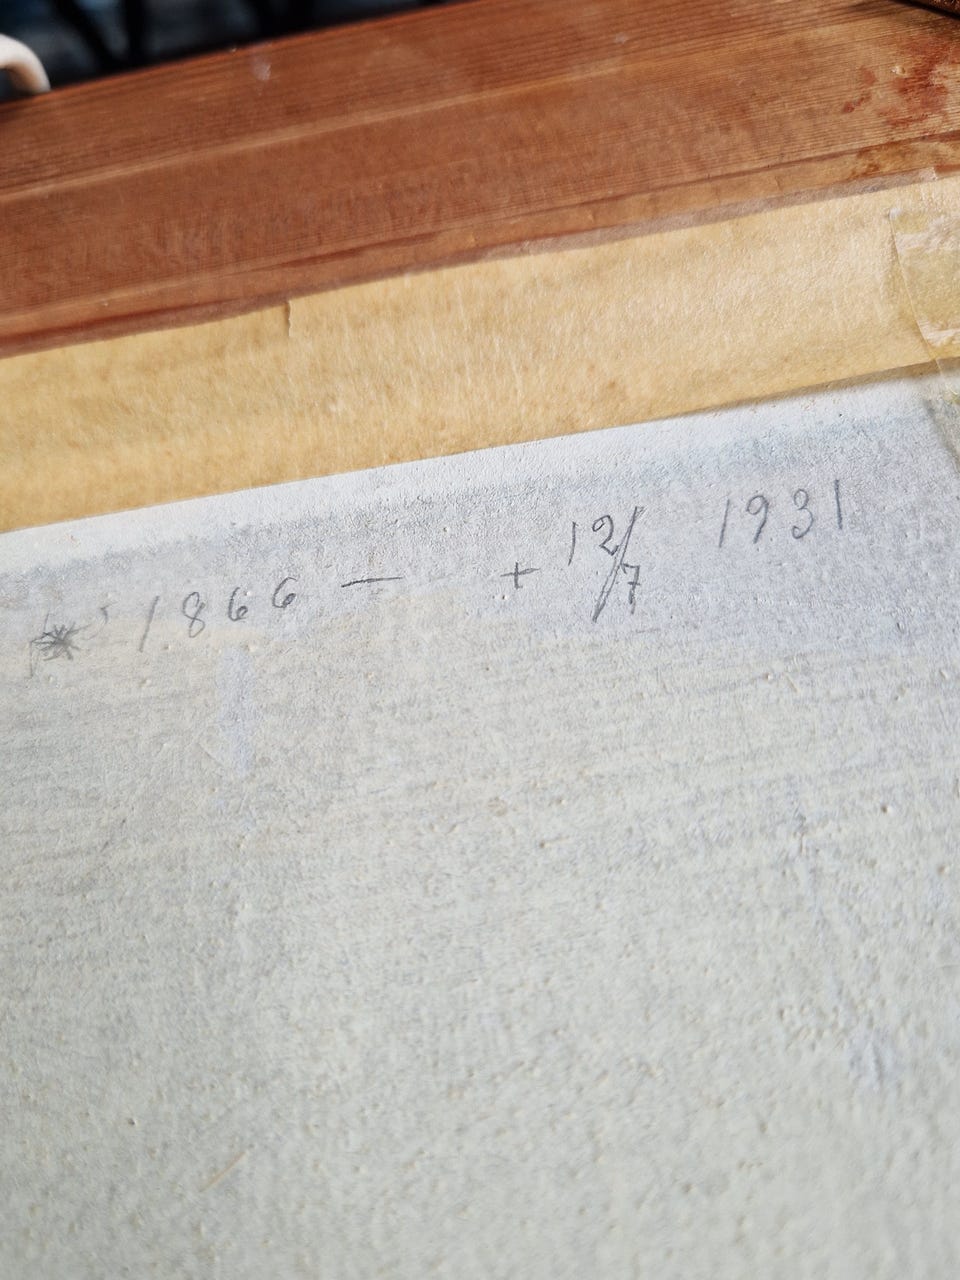 * 1866 — + 12/7 1931